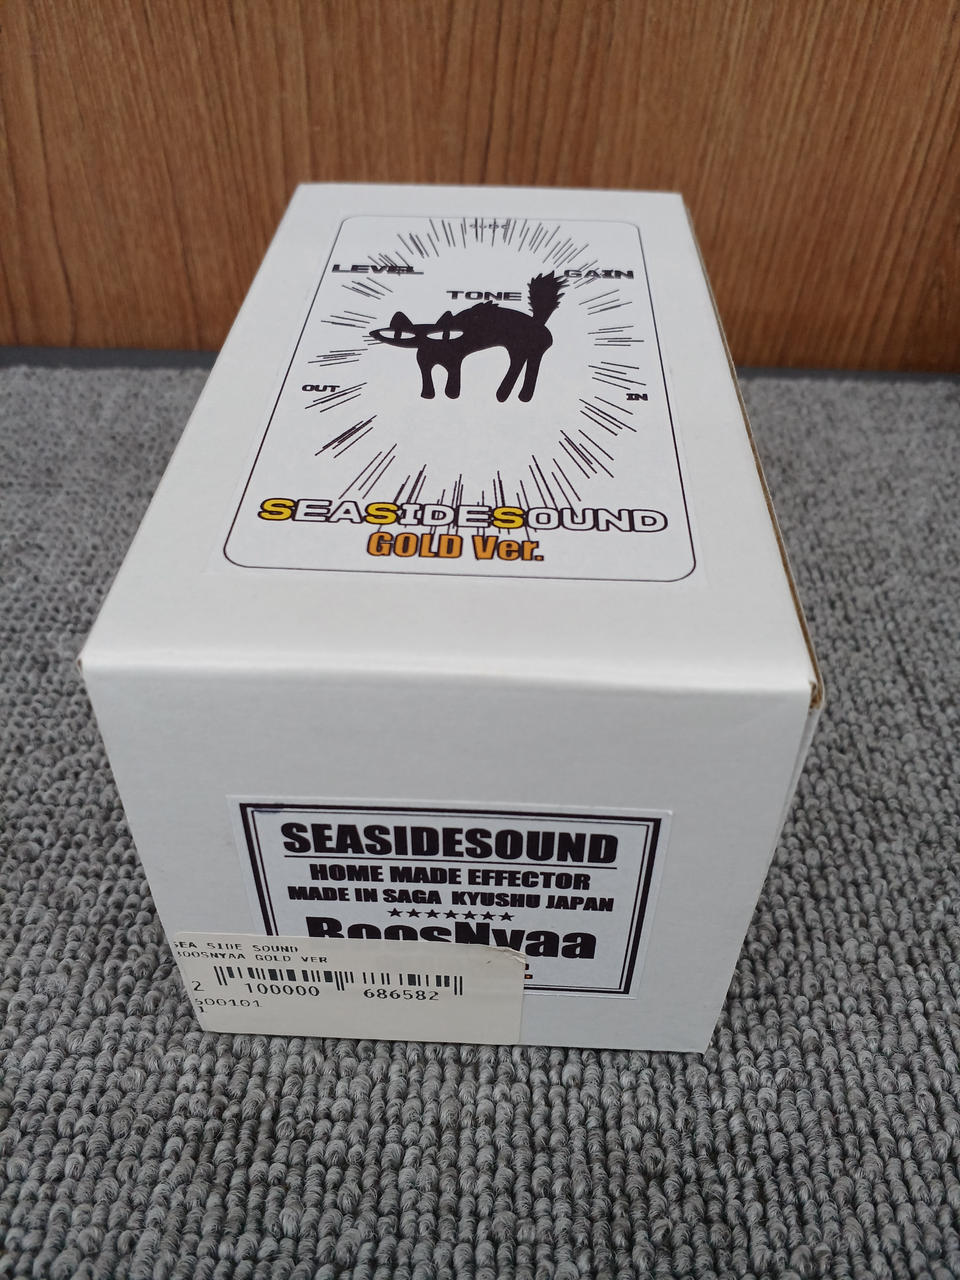 LEVEL
GAIN
TONE
OUT
IN
SEASIDESOUND
GOLD Ver.
SEASIDESOUND
HOME MADE EFFECTOR
MADE IN SAGA KYUSHU JAPAN
★★★★★★★
BoosNyaa
SEA SIDE SOUND
BOOSNYAA GOLD VER
2 100000 686582
500101